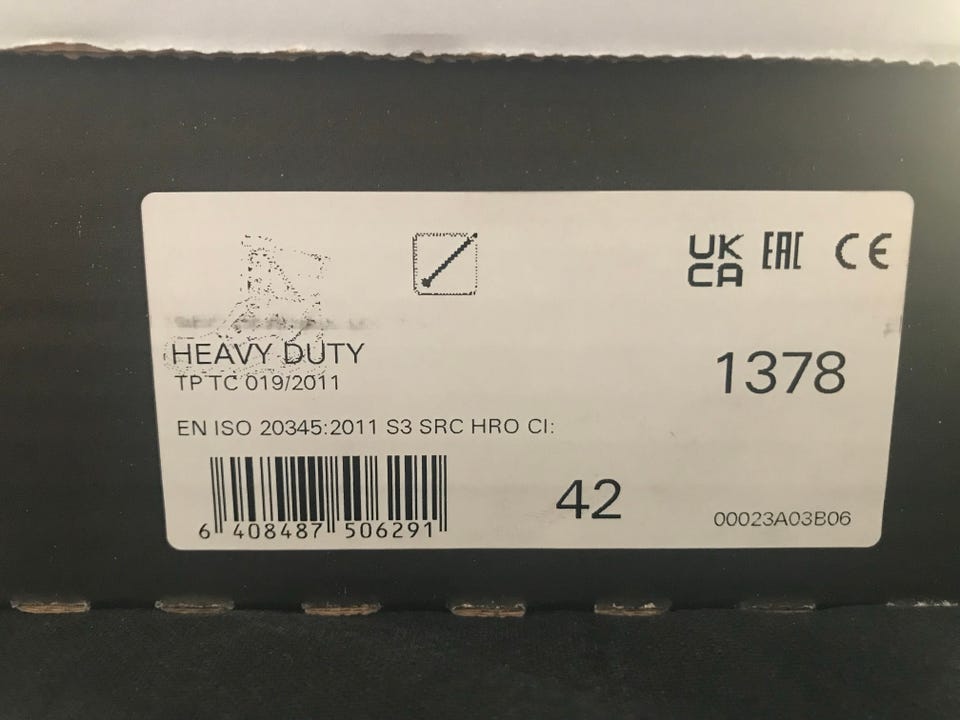 UK
CA
EAC
CE
HEAVY DUTY
TP TC 019/2011
1378
EN ISO 20345:2011 S3 SRC HRO CI:
42
6 408487 506291
00023A03B06